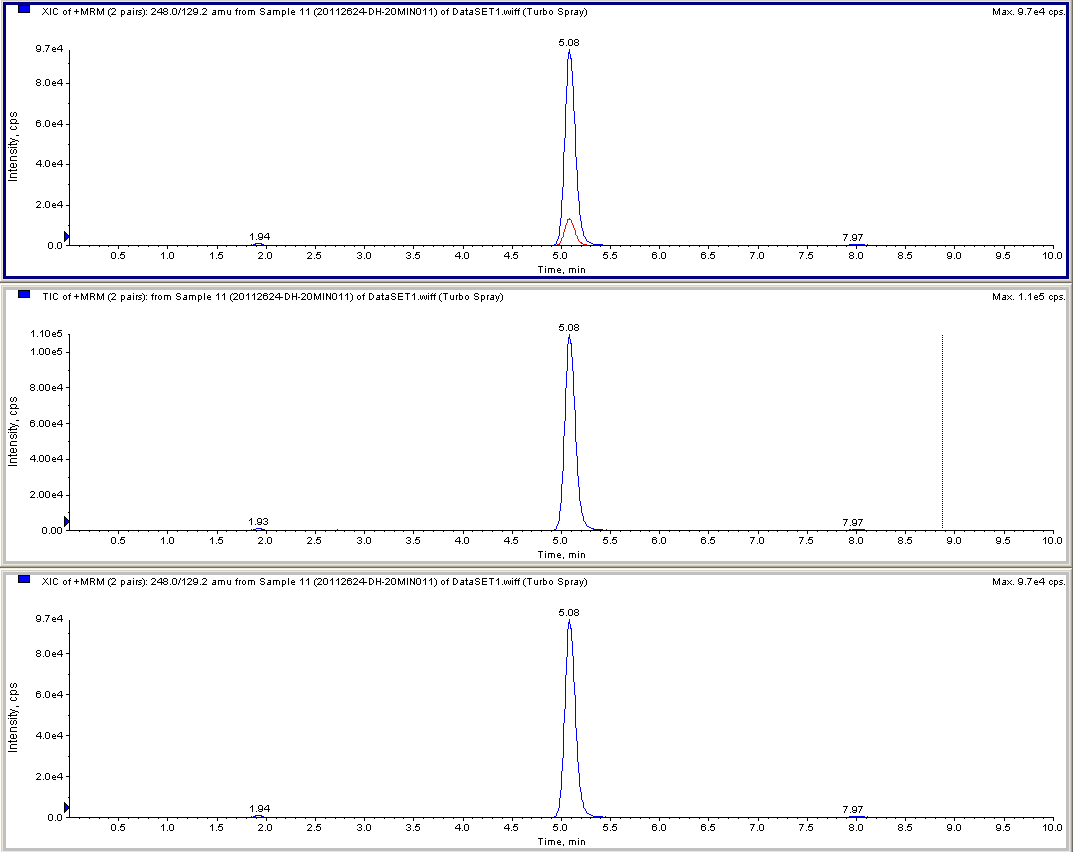 XIC of +MRM (2 pairs): 248.0/129.2 amu from Sample 11 (20112624-DH-20MIN011) of DataSET1.wiff (Turbo Spray) Max. 9.7e4 cps.
5.08
9.7e4
8.0e4
6.0e4
4.0e4
2.0e4
0.0
Intensity, cps
1.94
7.97
0.5 1.0 1.5 2.0 2.5 3.0 3.5 4.0 4.5 5.0 5.5 6.0 6.5 7.0 7.5 8.0 8.5 9.0 9.5 10.0
Time, min
TIC of +MRM (2 pairs): from Sample 11 (20112624-DH-20MIN011) of DataSET1.wiff (Turbo Spray) Max. 1.1e5 cps.
5.08
1.10e5
1.00e5
8.00e4
6.00e4
4.00e4
2.00e4
0.00
Intensity, cps
1.93
7.97
0.5 1.0 1.5 2.0 2.5 3.0 3.5 4.0 4.5 5.0 5.5 6.0 6.5 7.0 7.5 8.0 8.5 9.0 9.5 10.0
Time, min
XIC of +MRM (2 pairs): 248.0/129.2 amu from Sample 11 (20112624-DH-20MIN011) of DataSET1.wiff (Turbo Spray) Max. 9.7e4 cps.
5.08
9.7e4
8.0e4
6.0e4
4.0e4
2.0e4
0.0
Intensity, cps
1.94
7.97
0.5 1.0 1.5 2.0 2.5 3.0 3.5 4.0 4.5 5.0 5.5 6.0 6.5 7.0 7.5 8.0 8.5 9.0 9.5 10.0
Time, min